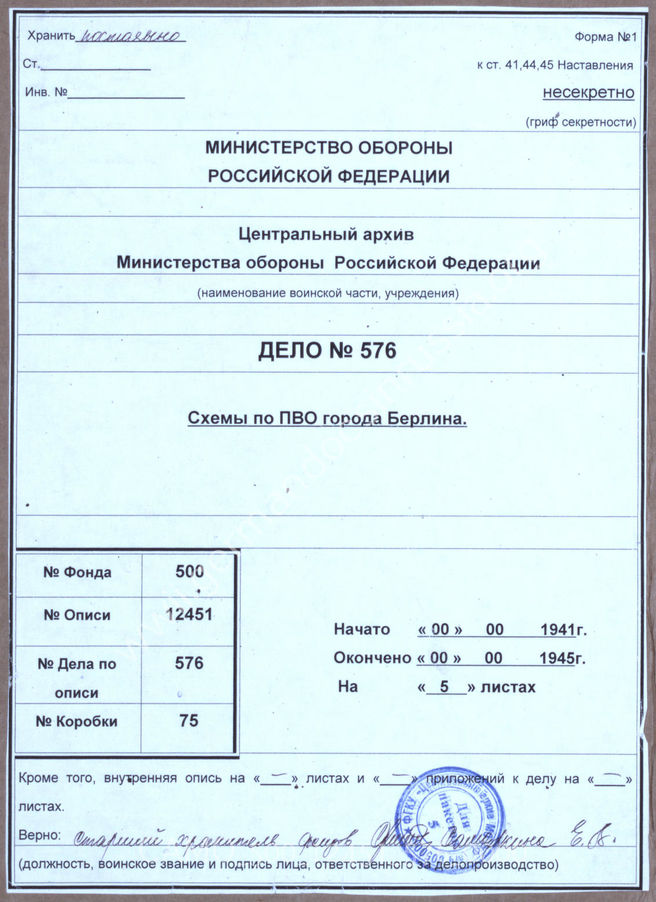 Хранить постоянно
Форма №1
Ст.
к ст. 41,44,45 Наставления
Инв. №
несекретно
(гриф секретности)
МИНИСТЕРСТВО ОБОРОНЫ
РОССИЙСКОЙ ФЕДЕРАЦИИ
Центральный архив
Министерства обороны Российской Федерации
(наименование воинской части, учреждения)
ДЕЛО № 576
Схемы по ПВО города Берлина.
№ Фонда 500
№ Описи 12451
№ Дела по описи 576
№ Коробки 75
Начато « 00 » 00 1941г.
Окончено « 00 » 00 1945г.
На « 5 » листах
Кроме того, внутренняя опись на «—» листах и «—» приложений к делу на «—»
листах.
Верно: старший хранитель фондов Е.В.
(должность, воинское звание и подпись лица, ответственного за делопроизводство)
Для пакетов